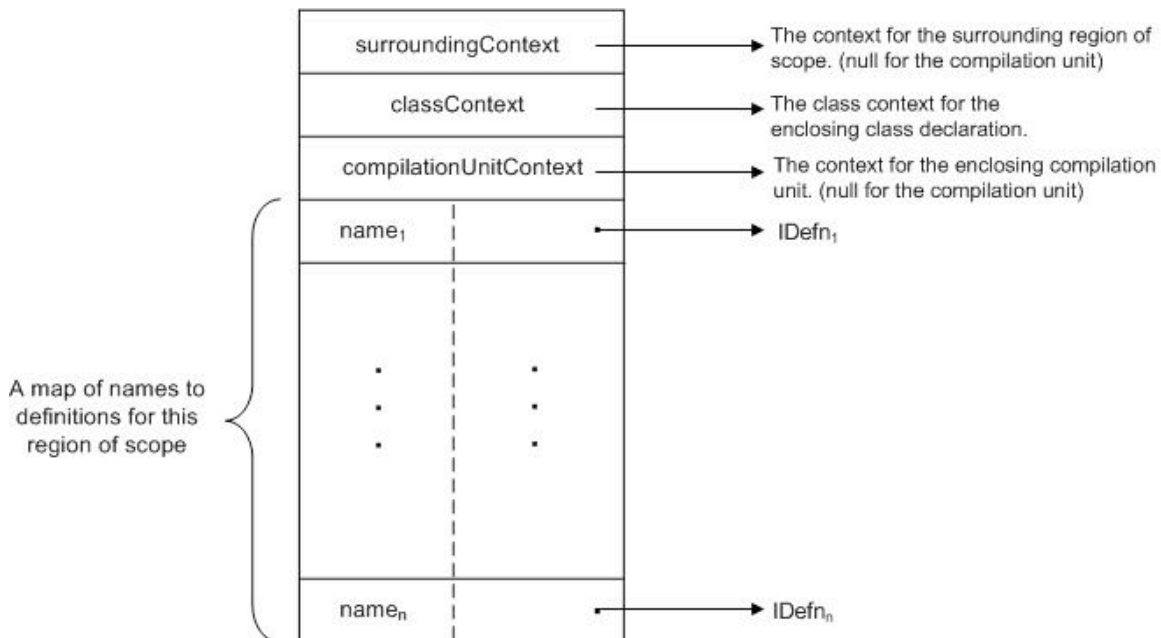 surroundingContext
The context for the surrounding region of
scope. (null for the compilation unit)
classContext
The class context for the
enclosing class declaration.
compilationUnitContext
The context for the enclosing compilation
unit. (null for the compilation unit)
name₁
IDefn₁
A map of names to
definitions for this
region of scope
nameₙ
IDefnₙ